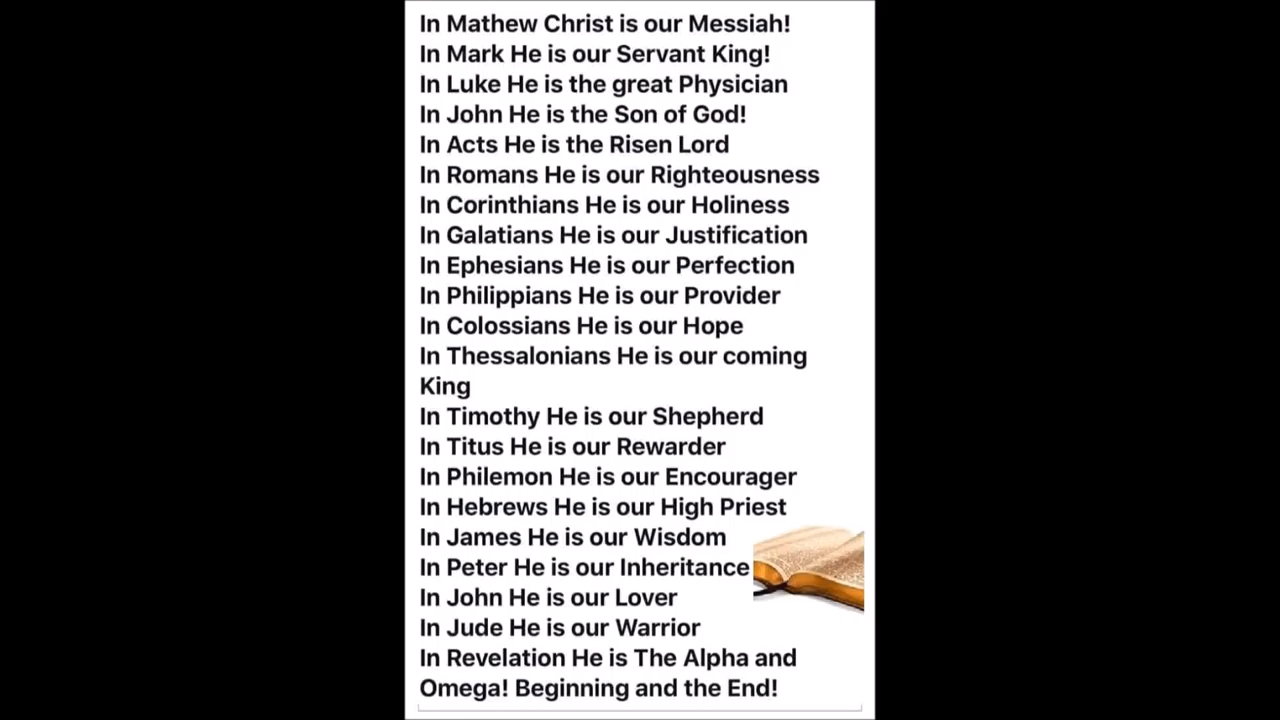 In Mathew Christ is our Messiah!
In Mark He is our Servant King!
In Luke He is the great Physician
In John He is the Son of God!
In Acts He is the Risen Lord
In Romans He is our Righteousness
In Corinthians He is our Holiness
In Galatians He is our Justification
In Ephesians He is our Perfection
In Philippians He is our Provider
In Colossians He is our Hope
In Thessalonians He is our coming
King
In Timothy He is our Shepherd
In Titus He is our Rewarder
In Philemon He is our Encourager
In Hebrews He is our High Priest
In James He is our Wisdom
In Peter He is our Inheritance
In John He is our Lover
In Jude He is our Warrior
In Revelation He is The Alpha and
Omega! Beginning and the End!